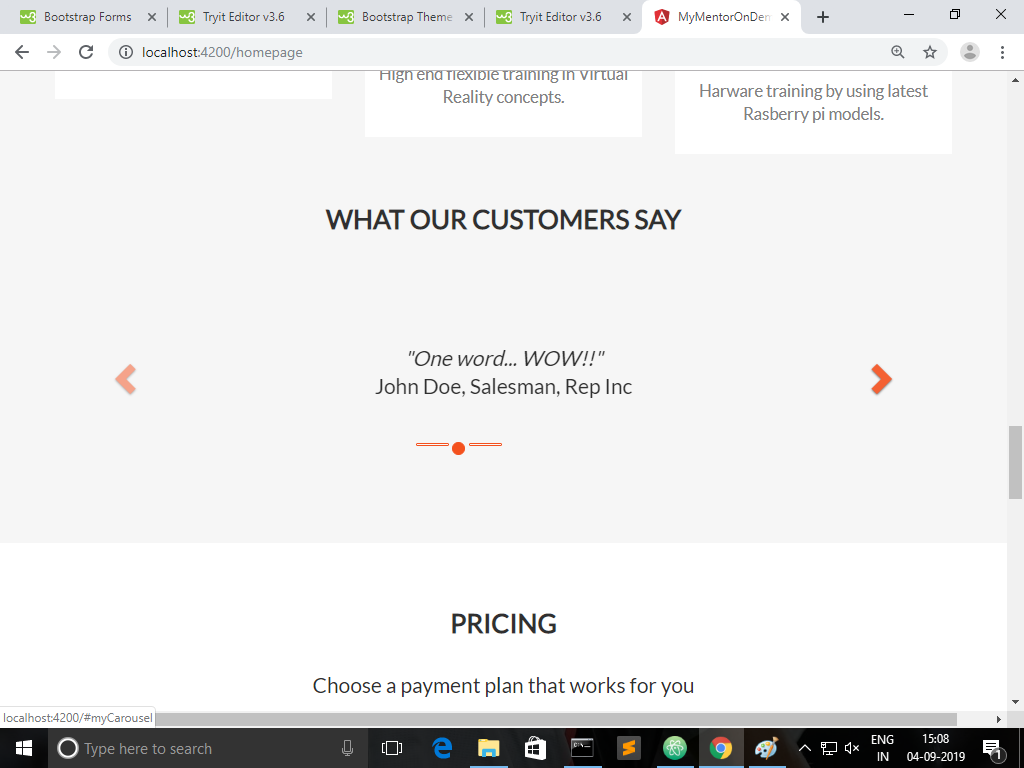 Bootstrap Forms
Tryit Editor v3.6
Bootstrap Theme
Tryit Editor v3.6
MyMentorOnDem
localhost:4200/homepage
High end flexible training in Virtual
Reality concepts.
Harware training by using latest
Rasberry pi models.
WHAT OUR CUSTOMERS SAY
"One word... WOW!!"
John Doe, Salesman, Rep Inc
PRICING
Choose a payment plan that works for you
localhost:4200/#myCarousel
Type here to search
ENG
IN
15:08
04-09-2019
1